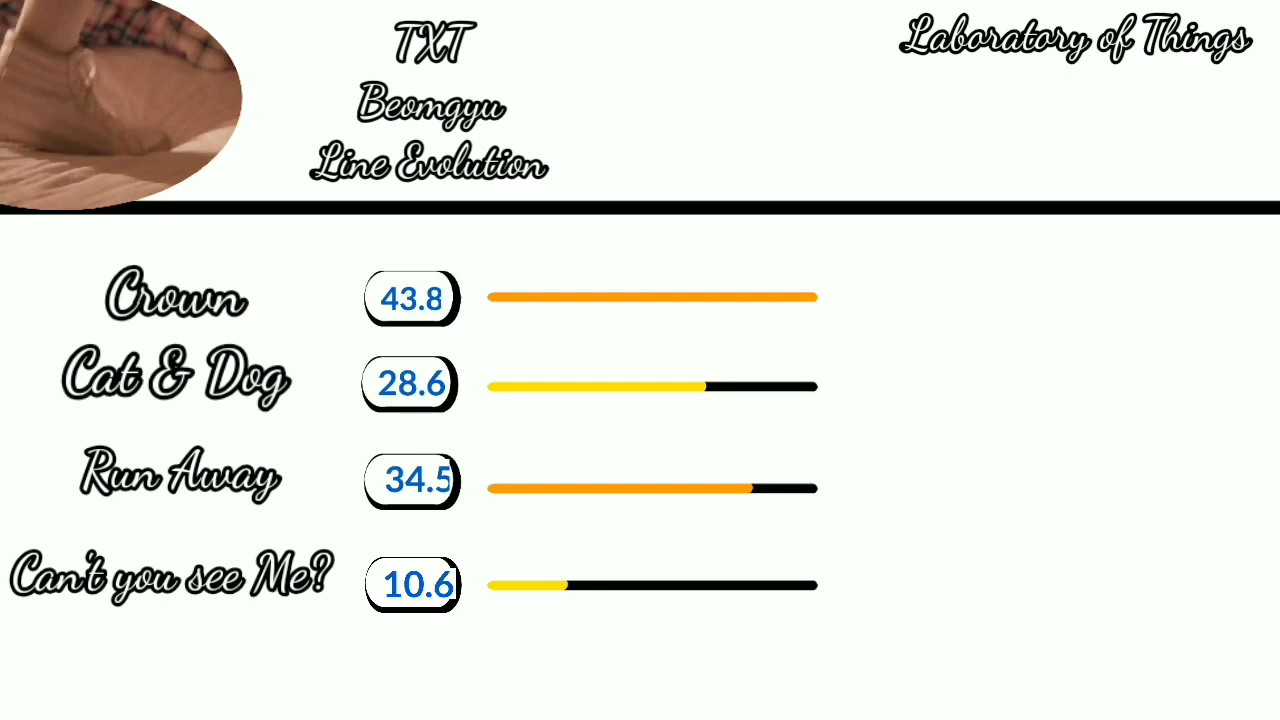 TXT
Beomgyu
Line Evolution
Laboratory of Things
Crown 43.8
Cat & Dog 28.6
Run Away 34.5
Can't you see Me? 10.6